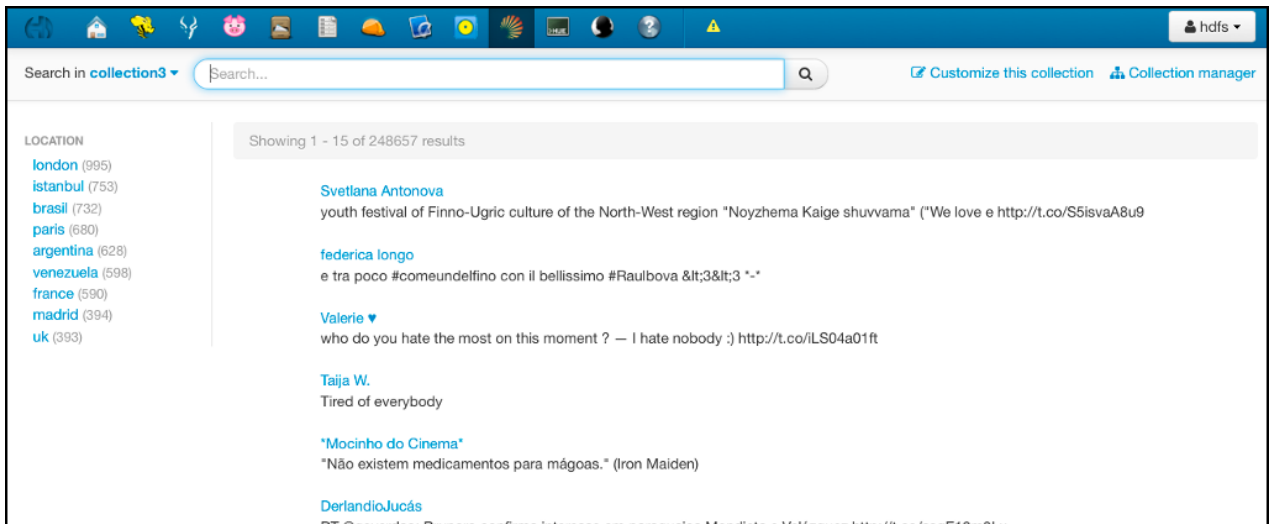 hdfs
Search in collection3
Search...
Customize this collection
Collection manager
LOCATION
london (995)
istanbul (753)
brasil (732)
paris (680)
argentina (628)
venezuela (598)
france (590)
madrid (394)
uk (393)
Showing 1 - 15 of 248657 results
Svetlana Antonova
youth festival of Finno-Ugric culture of the North-West region "Noyzhema Kaige shuvvama" ("We love e http://t.co/S5isvaA8u9
federica longo
e tra poco #comeundelfino con il bellissimo #Raulbova &lt;3&lt;3 *-*
Valerie ♥
who do you hate the most on this moment ? — I hate nobody :) http://t.co/iLS04a01ft
Taija W.
Tired of everybody
*Mocinho do Cinema*
"Não existem medicamentos para mágoas." (Iron Maiden)
DerlandioJucás